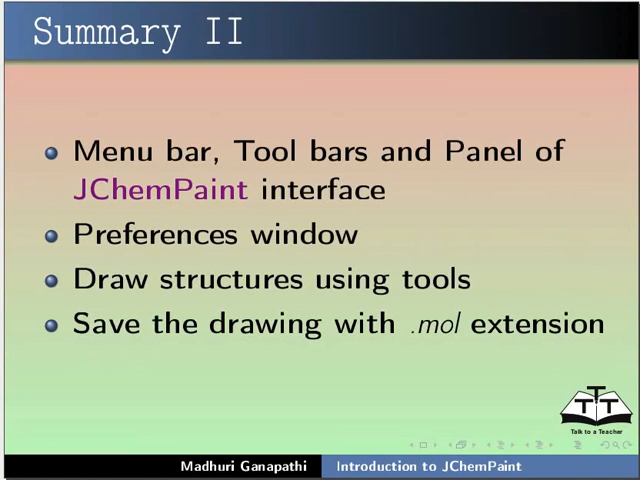 Summary II
Menu bar, Tool bars and Panel of
JChemPaint interface
Preferences window
Draw structures using tools
Save the drawing with .mol extension
T T T
Talk to a Teacher
Madhuri Ganapathi Introduction to JChemPaint